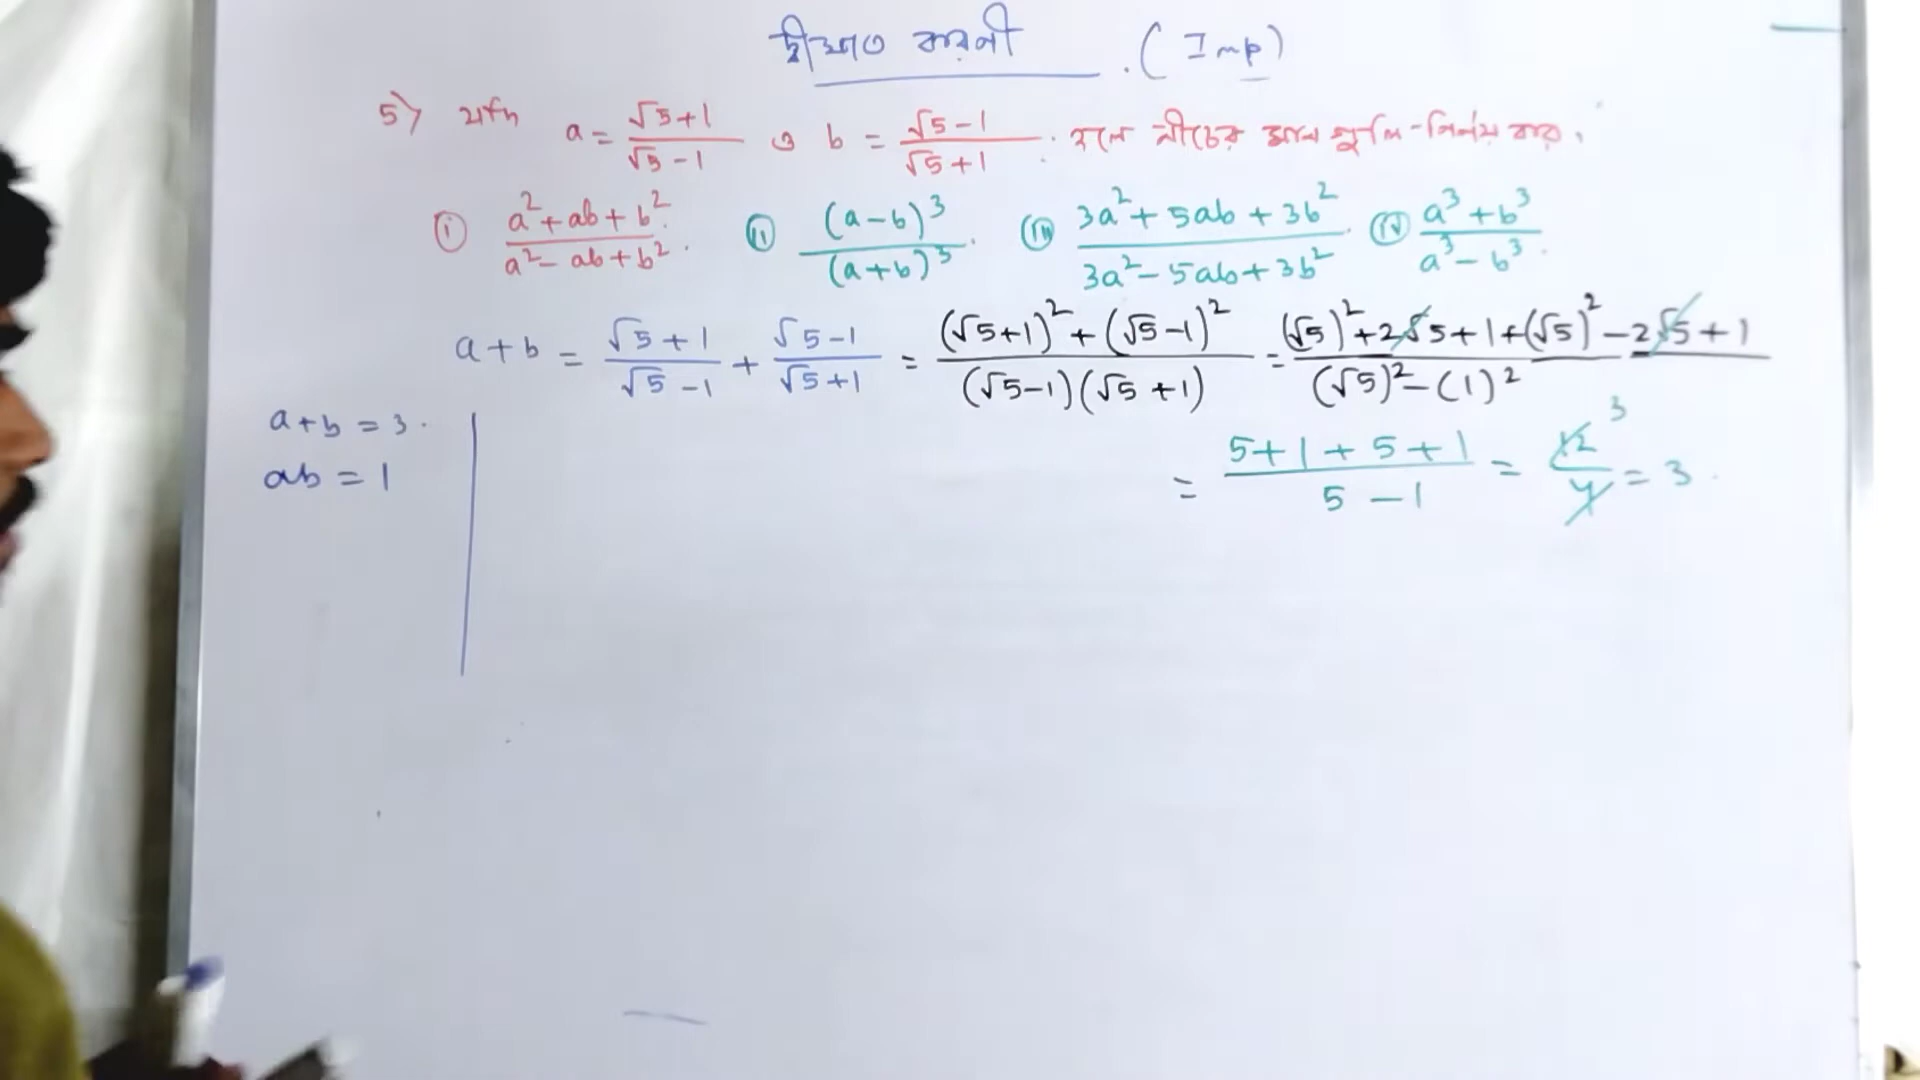 দ্বীঘাত করণী . (Imp)
5> যদি a = √5+1/√5-1 ও b = √5-1/√5+1 . হলে নীচের মান গুলি-নির্ণয় কর,
(i) a²+ab+b²/a²-ab+b² . (ii) (a-b)³/(a+b)³ . (iii) 3a²+5ab+3b²/3a²-5ab+3b² . (iv) a³+b³/a³-b³ .
a+b = √5+1/√5-1 + √5-1/√5+1 = (√5+1)²+(√5-1)²/(√5-1)(√5+1) = (√5)²+2√5+1+(√5)²-2√5+1/(√5)²-(1)²
a+b = 3 .
ab = 1
= 5+1+5+1/5-1 = 12/4 3 = 3 .